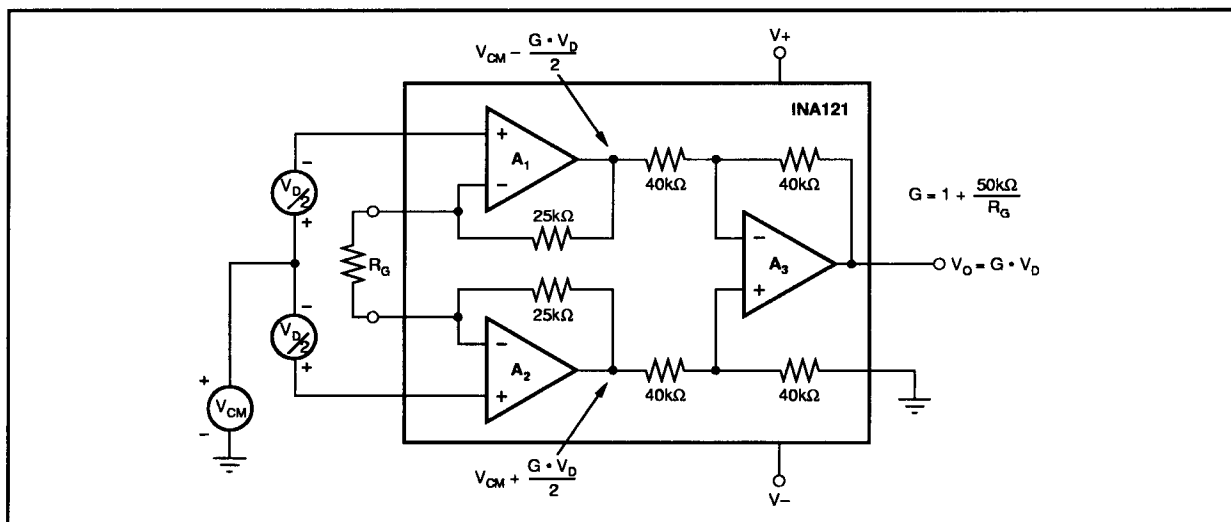 V+
V_CM – G • V_D / 2
INA121
+
A_1
–
40kΩ
40kΩ
G = 1 + 50kΩ / R_G
–
V_D/2
+
25kΩ
R_G
–
A_3
+
V_O = G • V_D
–
V_D/2
+
25kΩ
–
A_2
+
40kΩ
40kΩ
+
V_CM
–
V_CM + G • V_D / 2
V–